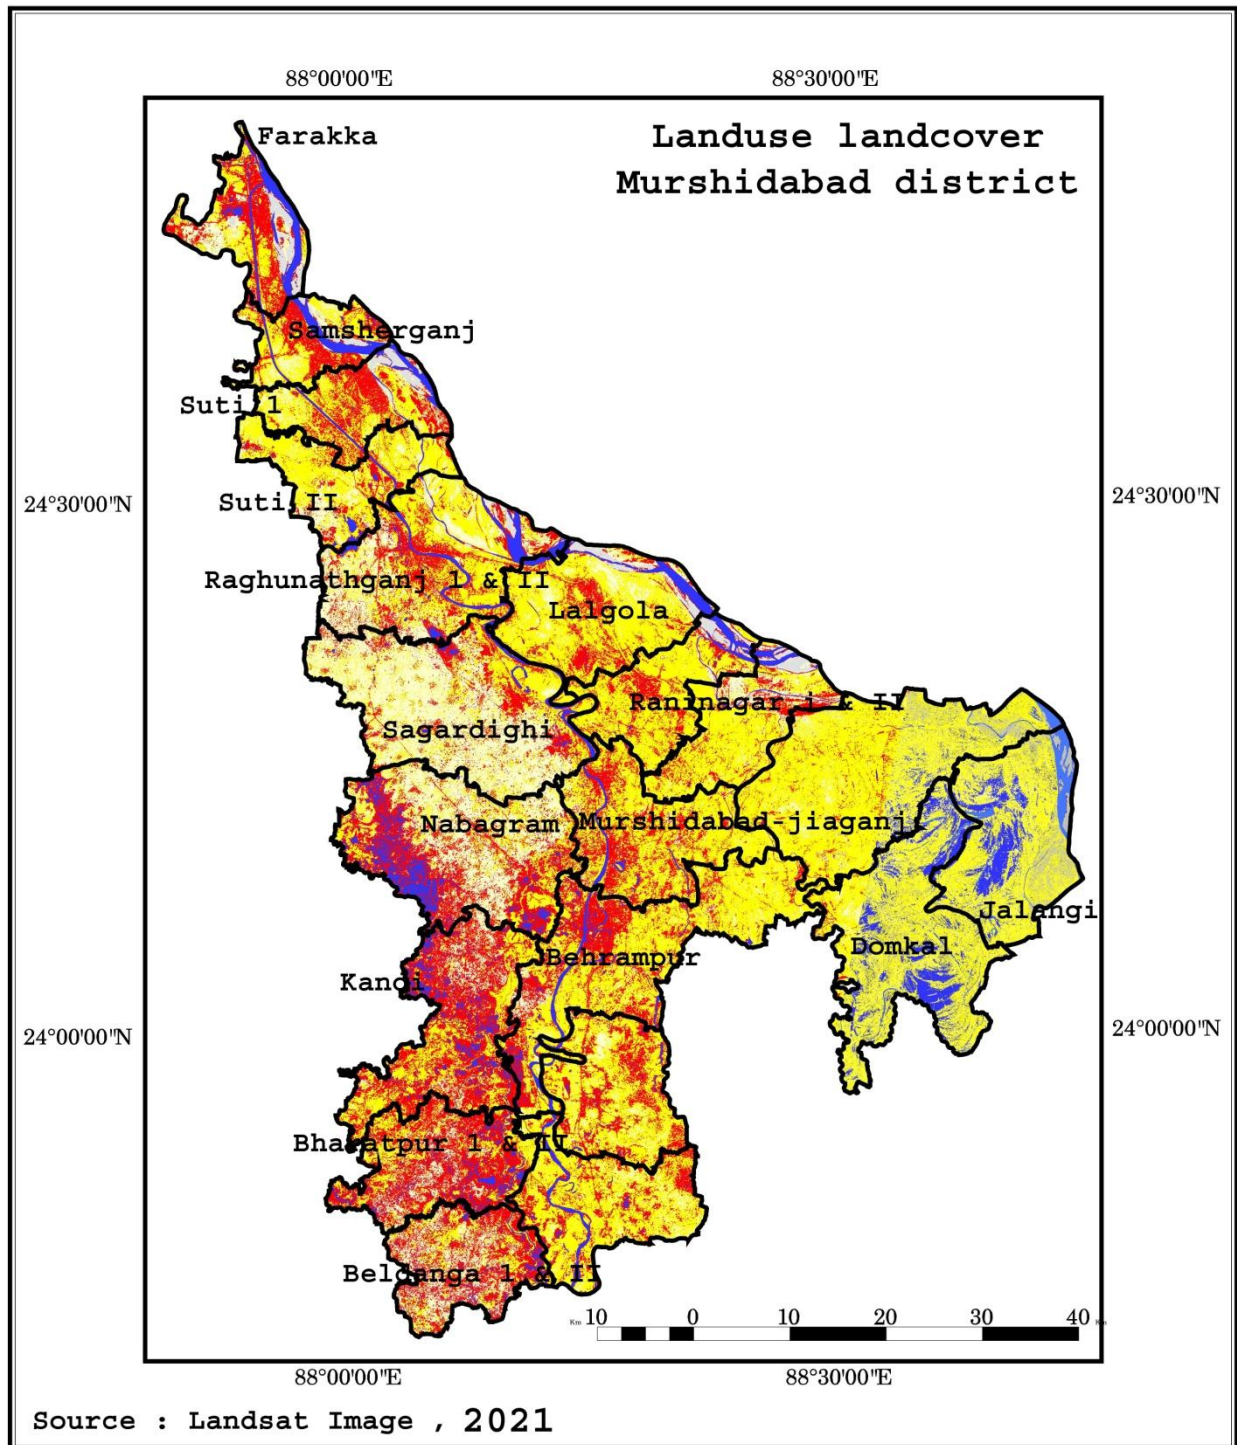 88°00'00"E 88°30'00"E
Landuse landcover
Murshidabad district
Farakka
Samsherganj
Suti 1
24°30'00"N 24°30'00"N
Suti II
Raghunathganj 1 & II
Lalgola
Raninagar i & II
Sagardighi
Nabagram
Murshidabad-jiaganj
Jalangi
Domkal
Behrampur
Kandi
24°00'00"N 24°00'00"N
Bharatpur 1 & II
Beldanga 1 & II
Km 10 0 10 20 30 40 Km
88°00'00"E 88°30'00"E
Source : Landsat Image , 2021